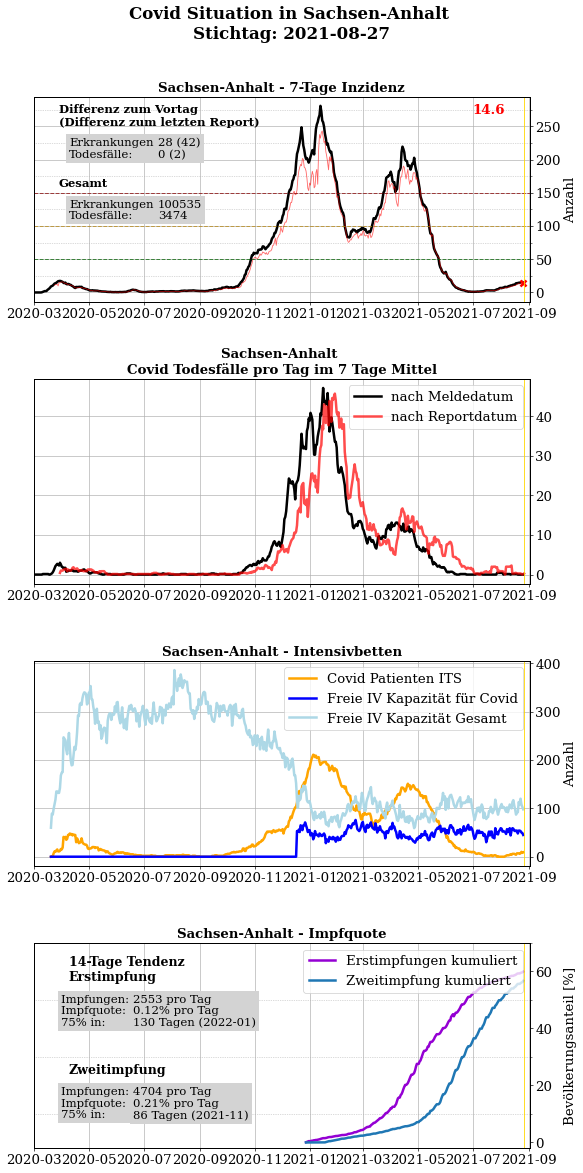 Covid Situation in Sachsen-Anhalt
Stichtag: 2021-08-27
Sachsen-Anhalt - 7-Tage Inzidenz
Differenz zum Vortag
(Differenz zum letzten Report)
Erkrankungen 28 (42)
Todesfälle: 0 (2)
Gesamt
Erkrankungen 100535
Todesfälle: 3474
14.6
250
200
150
100
50
0
Anzahl
2020-03 2020-05 2020-07 2020-09 2020-11 2021-01 2021-03 2021-05 2021-07 2021-09
Sachsen-Anhalt
Covid Todesfälle pro Tag im 7 Tage Mittel
nach Meldedatum
nach Reportdatum
40
30
20
10
0
2020-03 2020-05 2020-07 2020-09 2020-11 2021-01 2021-03 2021-05 2021-07 2021-09
Sachsen-Anhalt - Intensivbetten
Covid Patienten ITS
Freie IV Kapazität für Covid
Freie IV Kapazität Gesamt
400
300
200
100
0
Anzahl
2020-03 2020-05 2020-07 2020-09 2020-11 2021-01 2021-03 2021-05 2021-07 2021-09
Sachsen-Anhalt - Impfquote
14-Tage Tendenz
Erstimpfung
Impfungen: 2553 pro Tag
Impfquote: 0.12% pro Tag
75% in: 130 Tagen (2022-01)
Zweitimpfung
Impfungen: 4704 pro Tag
Impfquote: 0.21% pro Tag
75% in: 86 Tagen (2021-11)
Erstimpfungen kumuliert
Zweitimpfung kumuliert
60
40
20
0
Bevölkerungsanteil [%]
2020-03 2020-05 2020-07 2020-09 2020-11 2021-01 2021-03 2021-05 2021-07 2021-09